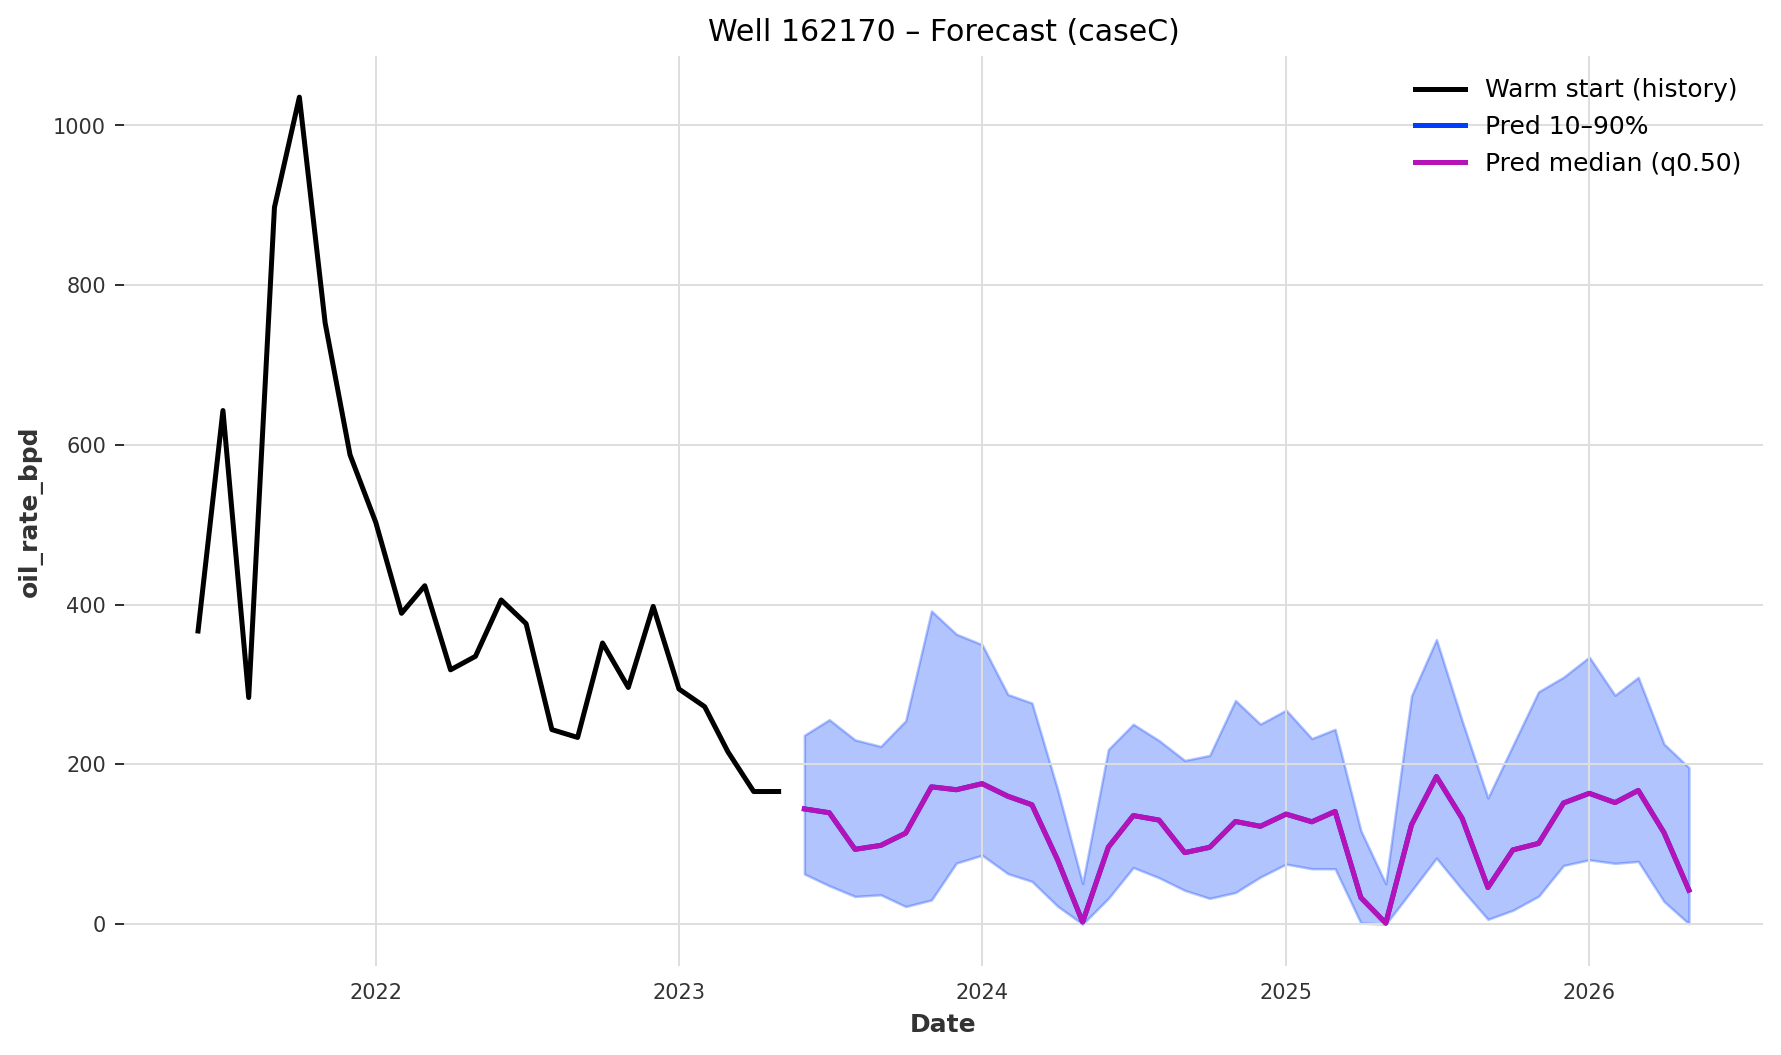 Well 162170 – Forecast (caseC)
Warm start (history)
Pred 10–90%
Pred median (q0.50)
oil_rate_bpd
1000
800
600
400
200
0
2022
2023
2024
2025
2026
Date